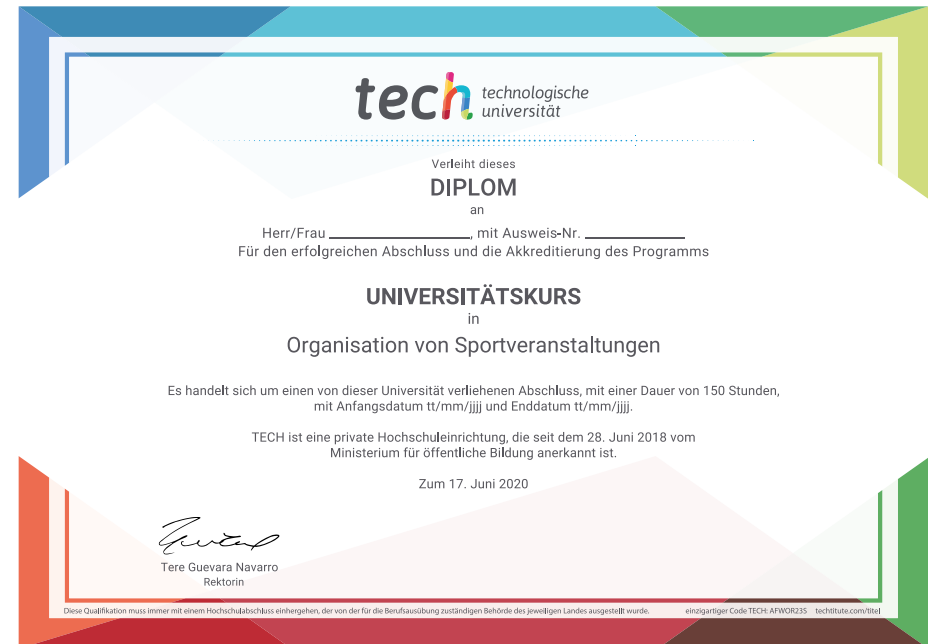 tech technologische
universität
Verleiht dieses
DIPLOM
an
Herr/Frau ____________________, mit Ausweis-Nr. ______________
Für den erfolgreichen Abschluss und die Akkreditierung des Programms
UNIVERSITÄTSKURS
in
Organisation von Sportveranstaltungen
Es handelt sich um einen von dieser Universität verliehenen Abschluss, mit einer Dauer von 150 Stunden,
mit Anfangsdatum tt/mm/jjjj und Enddatum tt/mm/jjjj.
TECH ist eine private Hochschuleinrichtung, die seit dem 28. Juni 2018 vom
Ministerium für öffentliche Bildung anerkannt ist.
Zum 17. Juni 2020
Tere Guevara Navarro
Rektorin
Diese Qualifikation muss immer mit einem Hochschulabschluss einhergehen, der von der für die Berufsausübung zuständigen Behörde des jeweiligen Landes ausgestellt wurde. einzigartiger Code TECH: AFWOR235 techtitute.com/titel